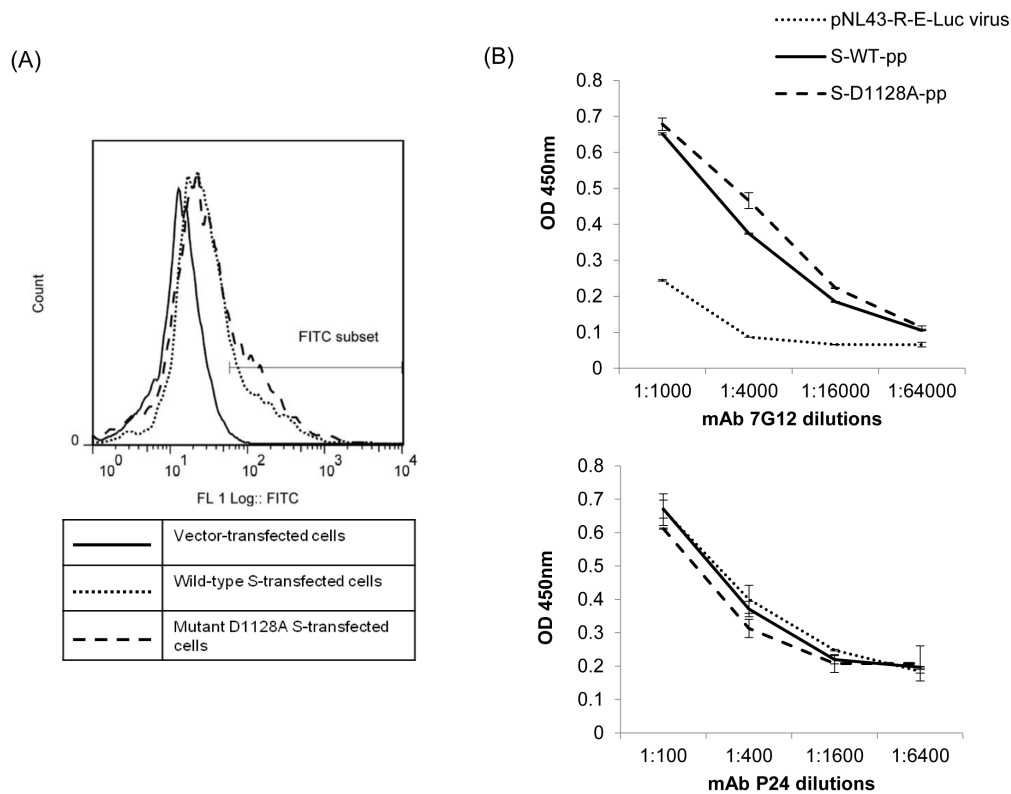 (A)
Count
0
FITC subset
10^0
10^1
10^2
10^3
10^4
FL 1 Log:: FITC
Vector-transfected cells
Wild-type S-transfected cells
Mutant D1128A S-transfected
cells
(B)
pNL43-R-E-Luc virus
S-WT-pp
S-D1128A-pp
OD 450nm
0.8
0.7
0.6
0.5
0.4
0.3
0.2
0.1
0
1:1000
1:4000
1:16000
1:64000
mAb 7G12 dilutions
OD 450nm
0.8
0.7
0.6
0.5
0.4
0.3
0.2
0.1
0
1:100
1:400
1:1600
1:6400
mAb P24 dilutions